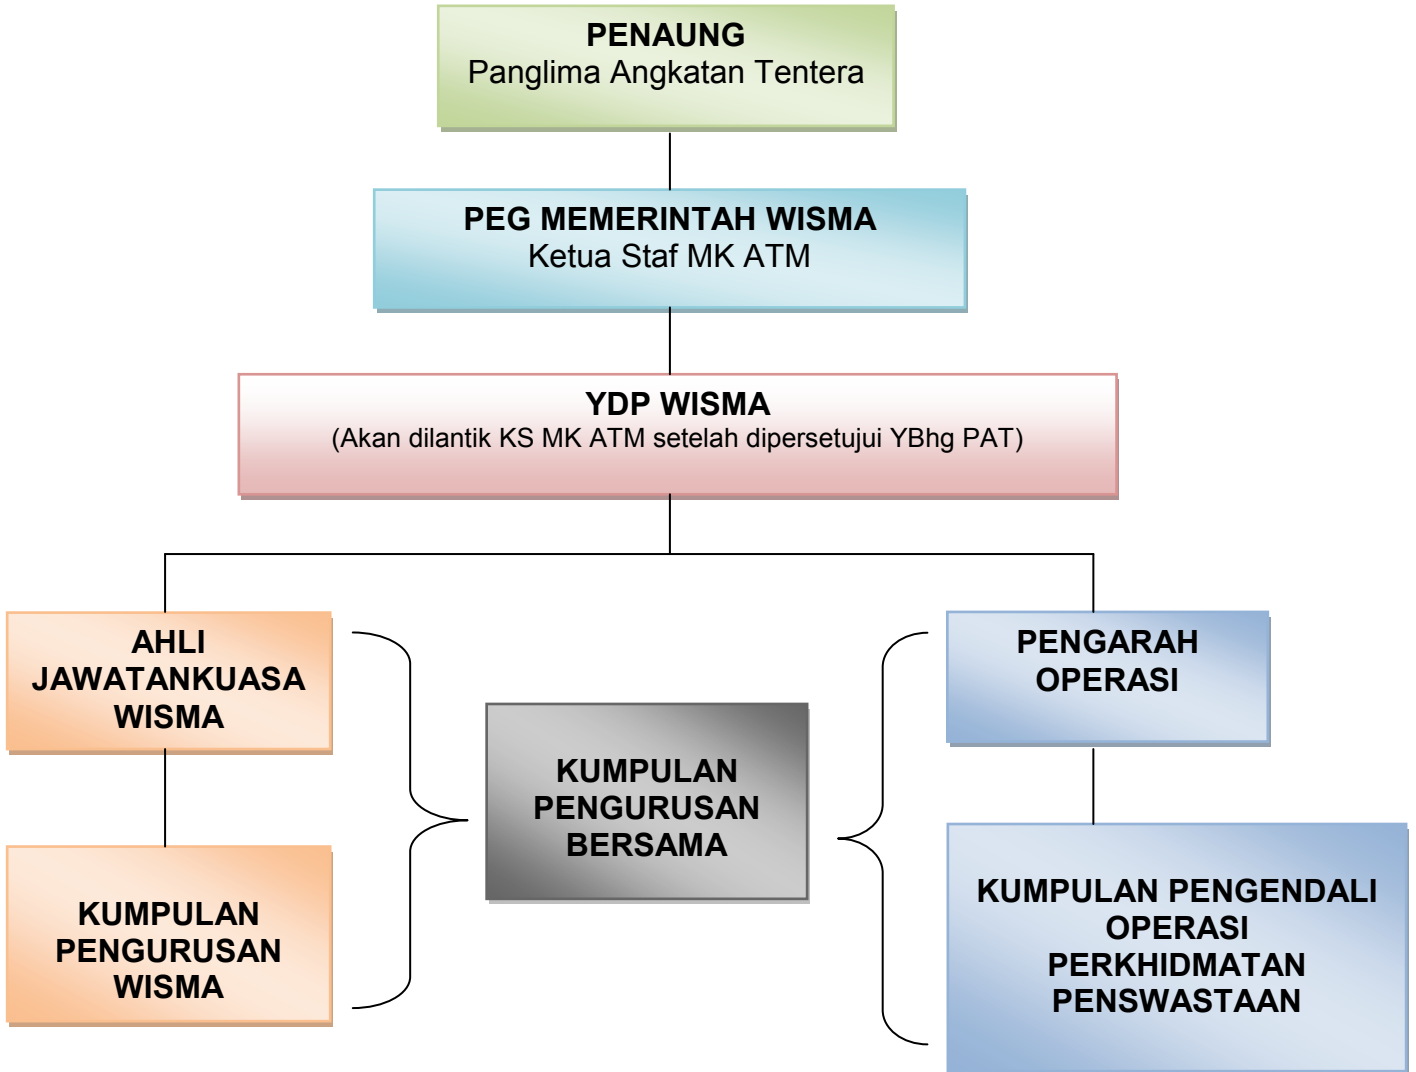 PENAUNG
Panglima Angkatan Tentera
PEG MEMERINTAH WISMA
Ketua Staf MK ATM
YDP WISMA
(Akan dilantik KS MK ATM setelah dipersetujui YBhg PAT)
AHLI
JAWATANKUASA
WISMA
PENGARAH
OPERASI
KUMPULAN
PENGURUSAN
BERSAMA
KUMPULAN
PENGURUSAN
WISMA
KUMPULAN PENGENDALI
OPERASI
PERKHIDMATAN
PENSWASTAAN